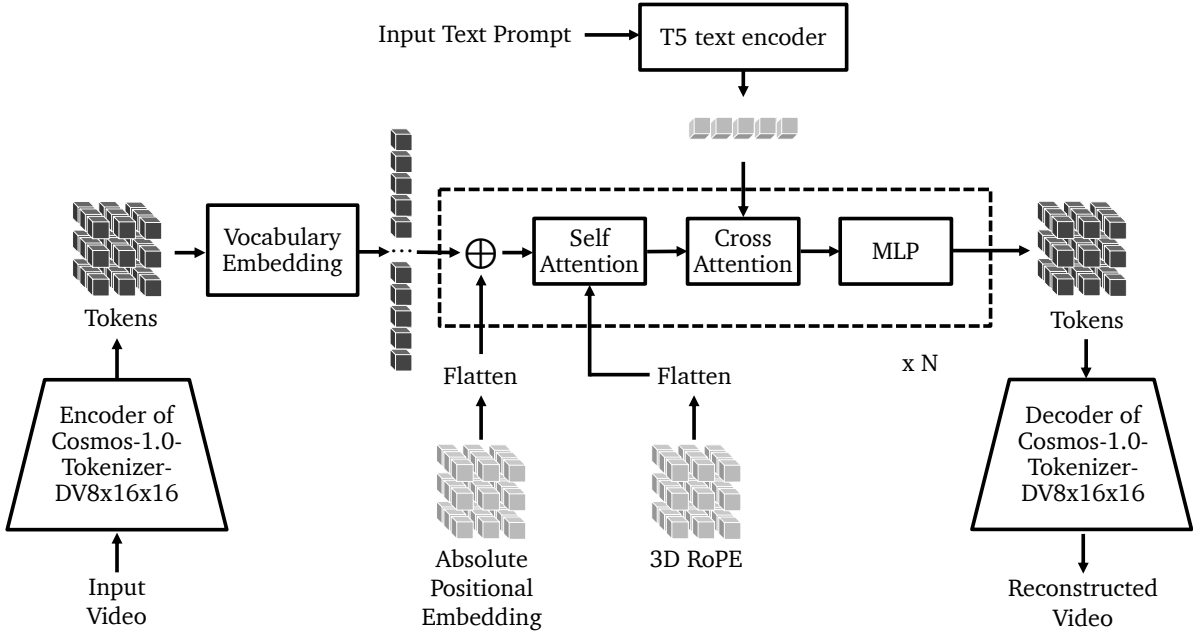 Input Text Prompt
T5 text encoder
Vocabulary
Embedding
...
Self
Attention
Cross
Attention
MLP
Tokens
Tokens
x N
Flatten
Flatten
Encoder of
Cosmos-1.0-
Tokenizer-
DV8x16x16
Decoder of
Cosmos-1.0-
Tokenizer-
DV8x16x16
Absolute
Positional
Embedding
3D RoPE
Input
Video
Reconstructed
Video